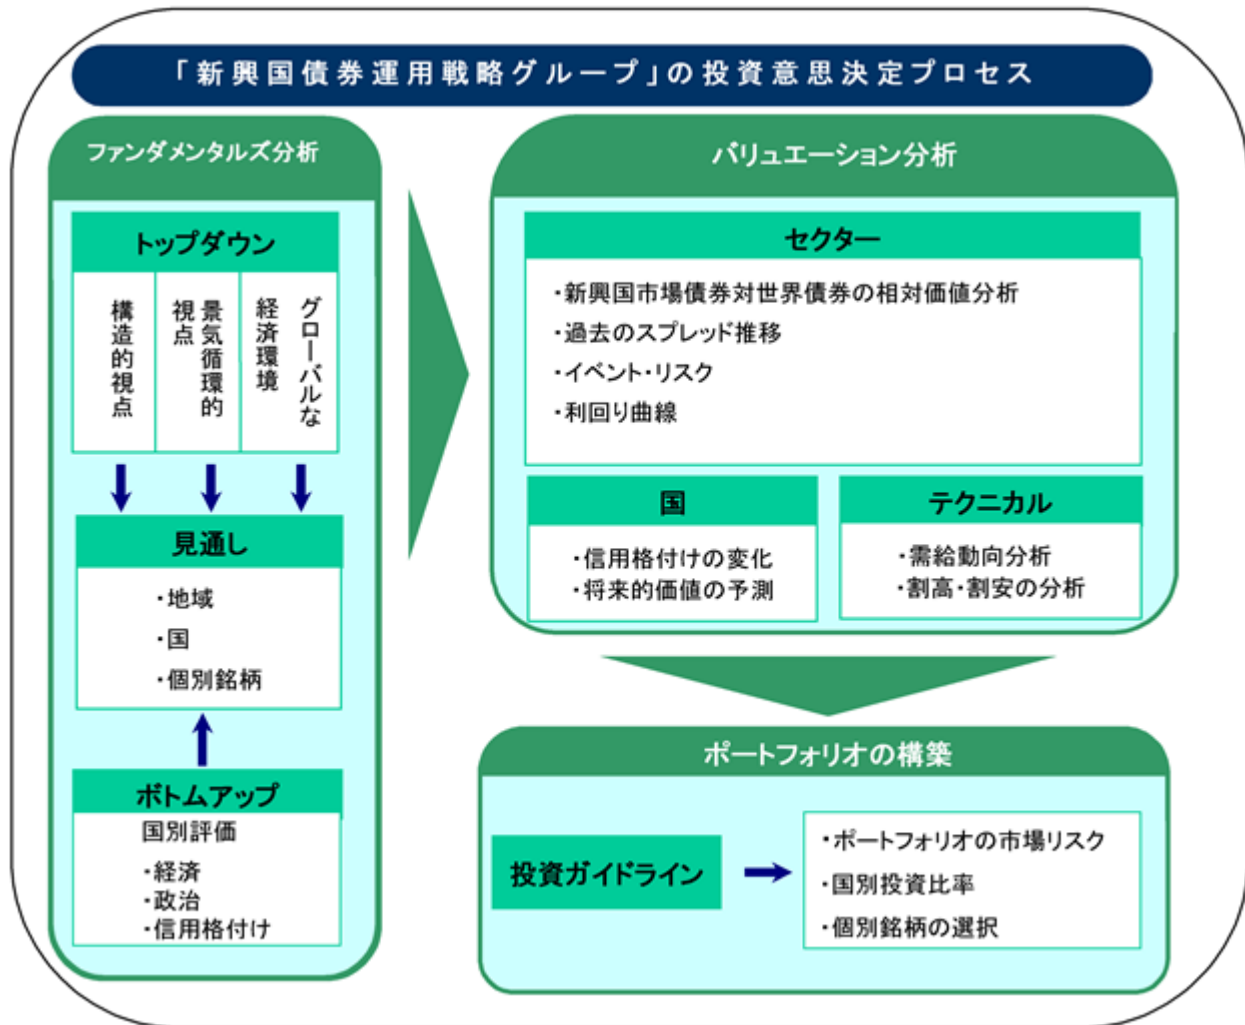 「新興国債券運用戦略グループ」の投資意思決定プロセス
ファンダメンタルズ分析
トップダウン
構造的視点
景気循環的
視点
グローバルな
経済環境
見通し
・地域
・国
・個別銘柄
ボトムアップ
国別評価
・経済
・政治
・信用格付け
バリュエーション分析
セクター
・新興国市場債券対世界債券の相対価値分析
・過去のスプレッド推移
・イベント・リスク
・利回り曲線
国
・信用格付けの変化
・将来的価値の予測
テクニカル
・需給動向分析
・割高・割安の分析
ポートフォリオの構築
投資ガイドライン
・ポートフォリオの市場リスク
・国別投資比率
・個別銘柄の選択